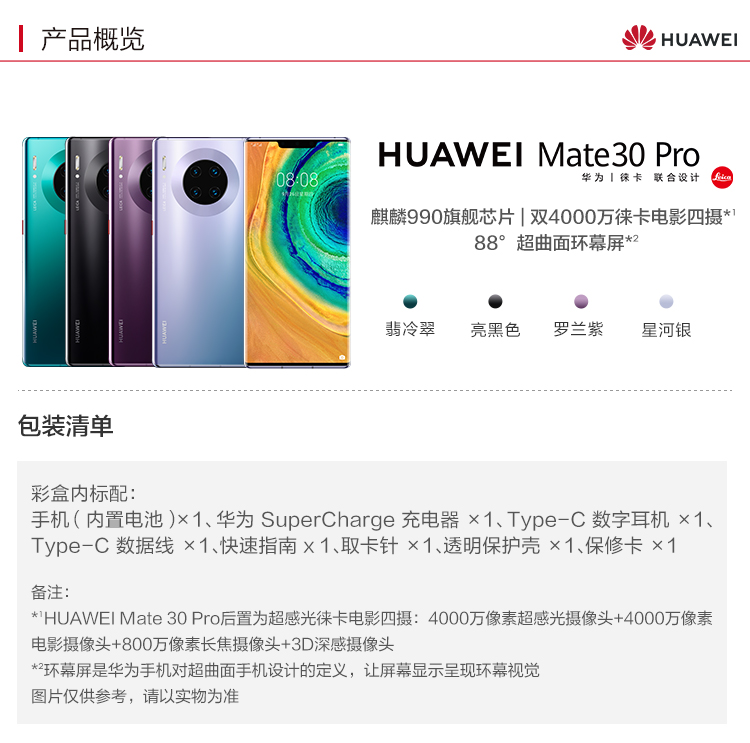 产品概览
HUAWEI
08:08
HUAWEI Mate30 Pro
华为 | 徕卡 联合设计
Leica
麒麟990旗舰芯片 | 双4000万徕卡电影四摄*1
88°超曲面环幕屏*2
翡冷翠 亮黑色 罗兰紫 星河银
HUAWEI HUAWEI HUAWEI HUAWEI
包装清单
彩盒内标配：
手机（内置电池）×1、华为 SuperCharge 充电器 ×1、Type-C 数字耳机 ×1、
Type-C 数据线 ×1、快速指南 x 1、取卡针 ×1、透明保护壳 ×1、保修卡 ×1
备注：
*1HUAWEI Mate 30 Pro后置为超感光徕卡电影四摄：4000万像素超感光摄像头+4000万像素
电影摄像头+800万像素长焦摄像头+3D深感摄像头
*2环幕屏是华为手机对超曲面手机设计的定义，让屏幕显示呈现环幕视觉
图片仅供参考，请以实物为准